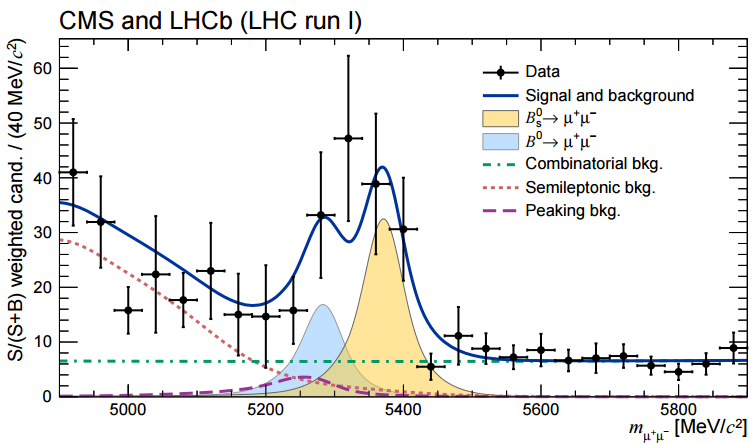 CMS and LHCb (LHC run I)
S/(S+B) weighted cand. / (40 MeV/c²)
60
50
40
30
20
10
0
Data
Signal and background
B⁰ₛ→ μ⁺μ⁻
B⁰→ μ⁺μ⁻
Combinatorial bkg.
Semileptonic bkg.
Peaking bkg.
5000
5200
5400
5600
5800
m_μ⁺μ⁻ [MeV/c²]